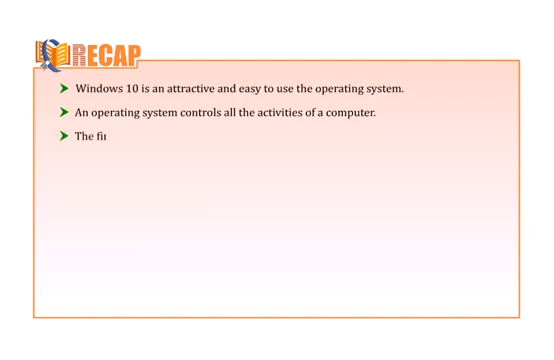 RECAP
Windows 10 is an attractive and easy to use the operating system.
An operating system controls all the activities of a computer.
The